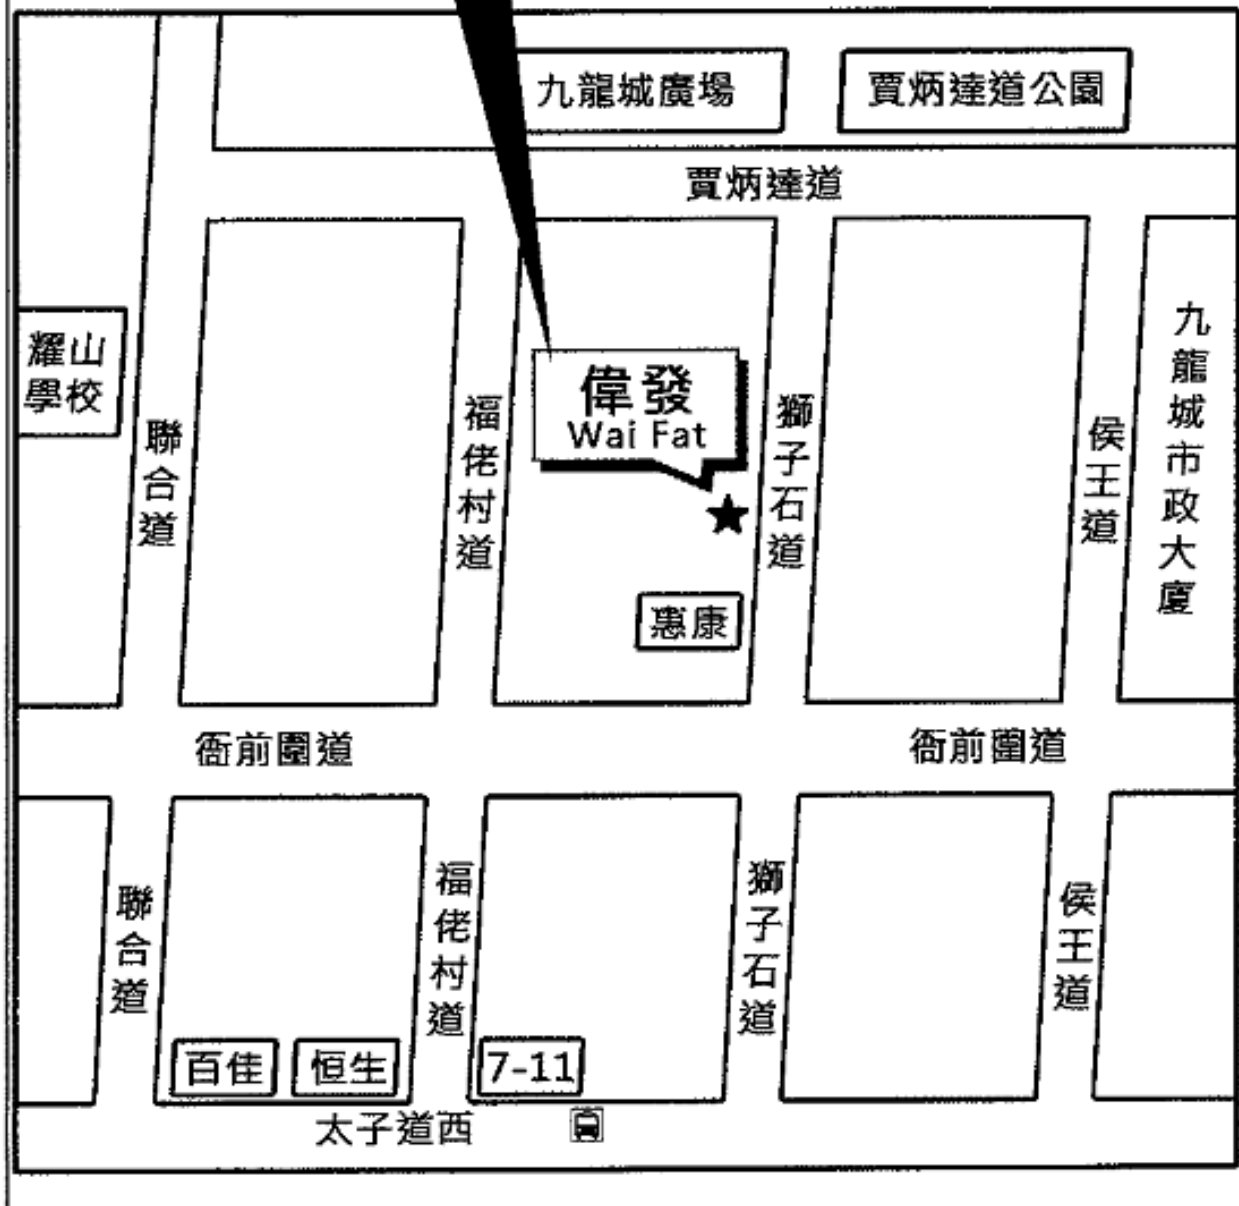 九龍城廣場
賈炳達道公園
賈炳達道
耀山
學校
聯合道
福佬村道
偉發
Wai Fat
獅子石道
侯王道
九龍城市政大廈
惠康
衙前圍道
衙前圍道
聯合道
福佬村道
獅子石道
侯王道
百佳
恒生
7-11
太子道西